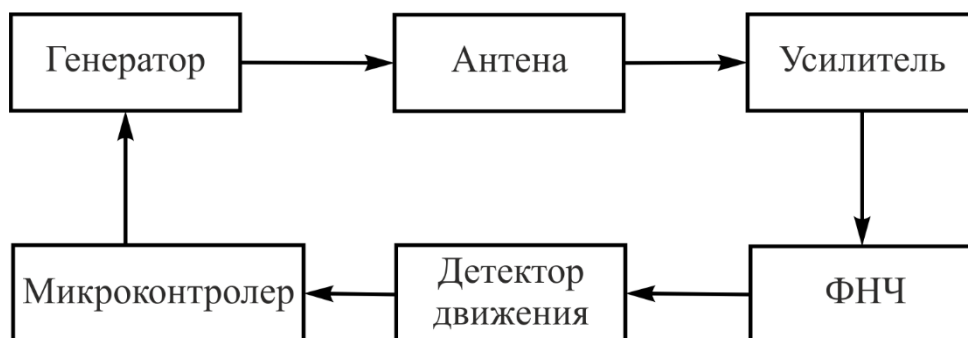 Генератор
Антена
Усилитель
Микроконтролер
Детектор
движения
ФНЧ